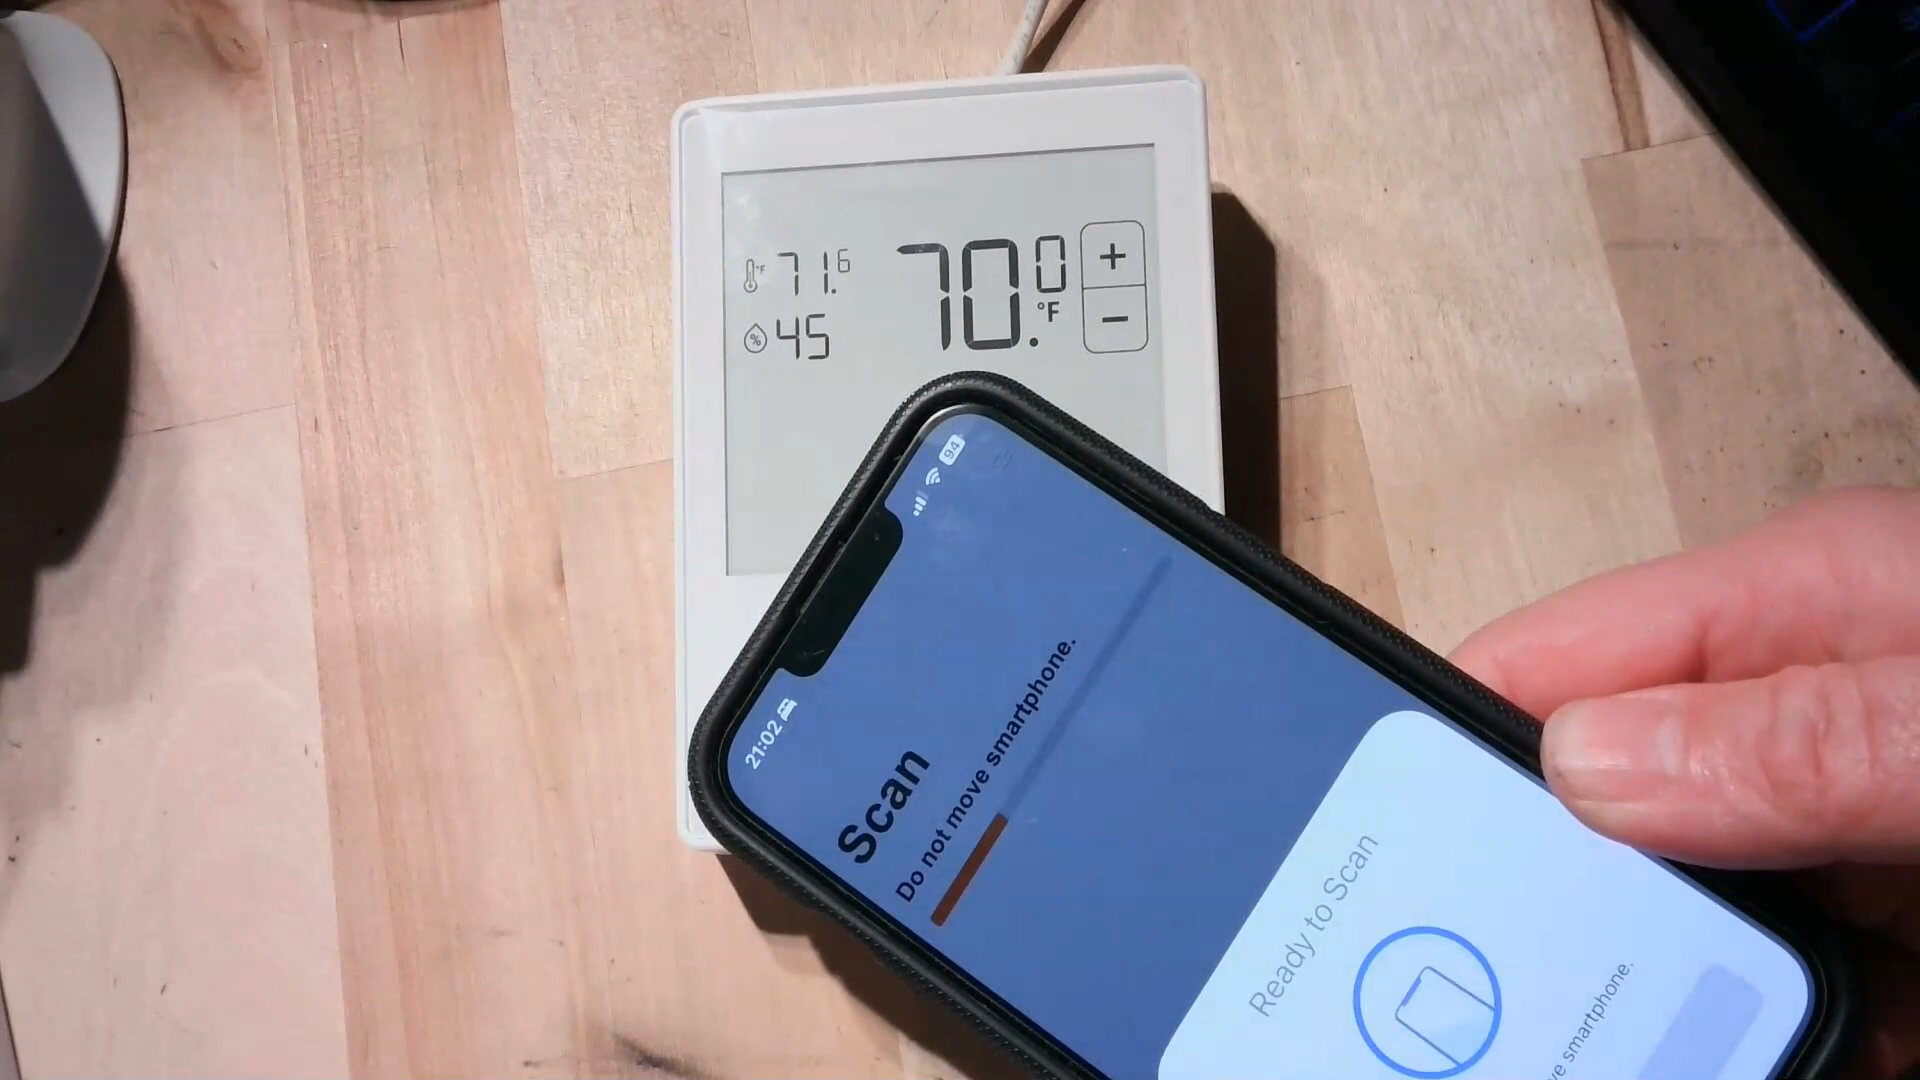 °F 71.6
70.0 °F
+
% 45
−
94
21:02
Scan
Do not move smartphone.
Ready to Scan
smartphone.